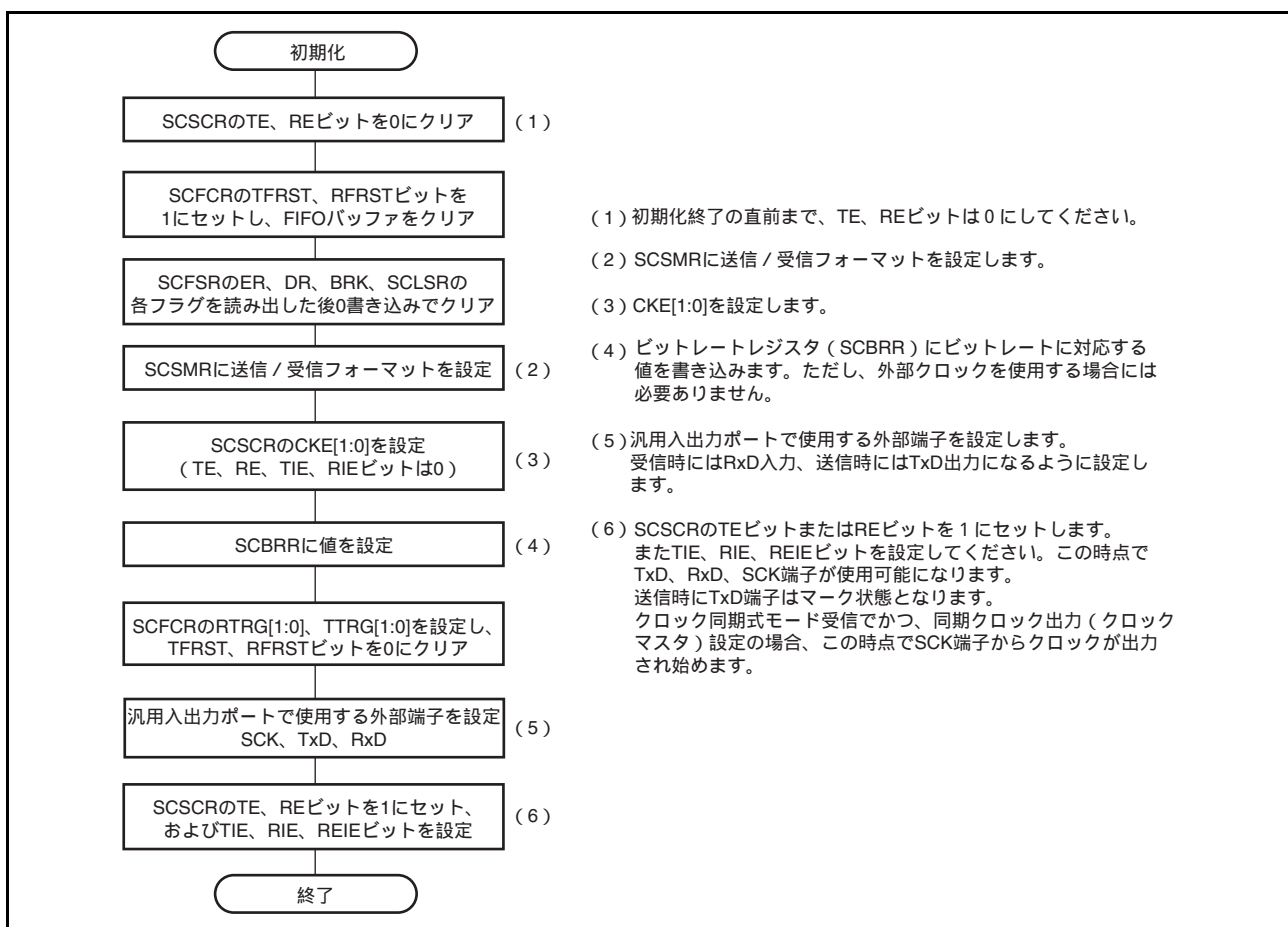 初期化
SCSCRのTE、REビットを0にクリア
(1)
SCFCRのTFRST、RFRSTビットを
1にセットし、FIFOバッファをクリア
SCFSRのER、DR、BRK、SCLSRの
各フラグを読み出した後0書き込みでクリア
SCSMRに送信/受信フォーマットを設定
(2)
SCSCRのCKE[1:0]を設定
(TE、RE、TIE、RIEビットは0)
(3)
SCBRRに値を設定
(4)
SCFCRのRTRG[1:0]、TTRG[1:0]を設定し、
TFRST、RFRSTビットを0にクリア
汎用入出力ポートで使用する外部端子を設定
SCK、TxD、RxD
(5)
SCSCRのTE、REビットを1にセット、
およびTIE、RIE、REIEビットを設定
(6)
終了
(1)初期化終了の直前まで、TE、REビットは0にしてください。
(2)SCSMRに送信/受信フォーマットを設定します。
(3)CKE[1:0]を設定します。
(4)ビットレートレジスタ(SCBRR)にビットレートに対応する
値を書き込みます。ただし、外部クロックを使用する場合には
必要ありません。
(5)汎用入出力ポートで使用する外部端子を設定します。
受信時にはRxD入力、送信時にはTxD出力になるように設定し
ます。
(6)SCSCRのTEビットまたはREビットを1にセットします。
またTIE、RIE、REIEビットを設定してください。この時点で
TxD、RxD、SCK端子が使用可能になります。
送信時にTxD端子はマーク状態となります。
クロック同期式モード受信でかつ、同期クロック出力(クロック
マスタ)設定の場合、この時点でSCK端子からクロックが出力
され始めます。